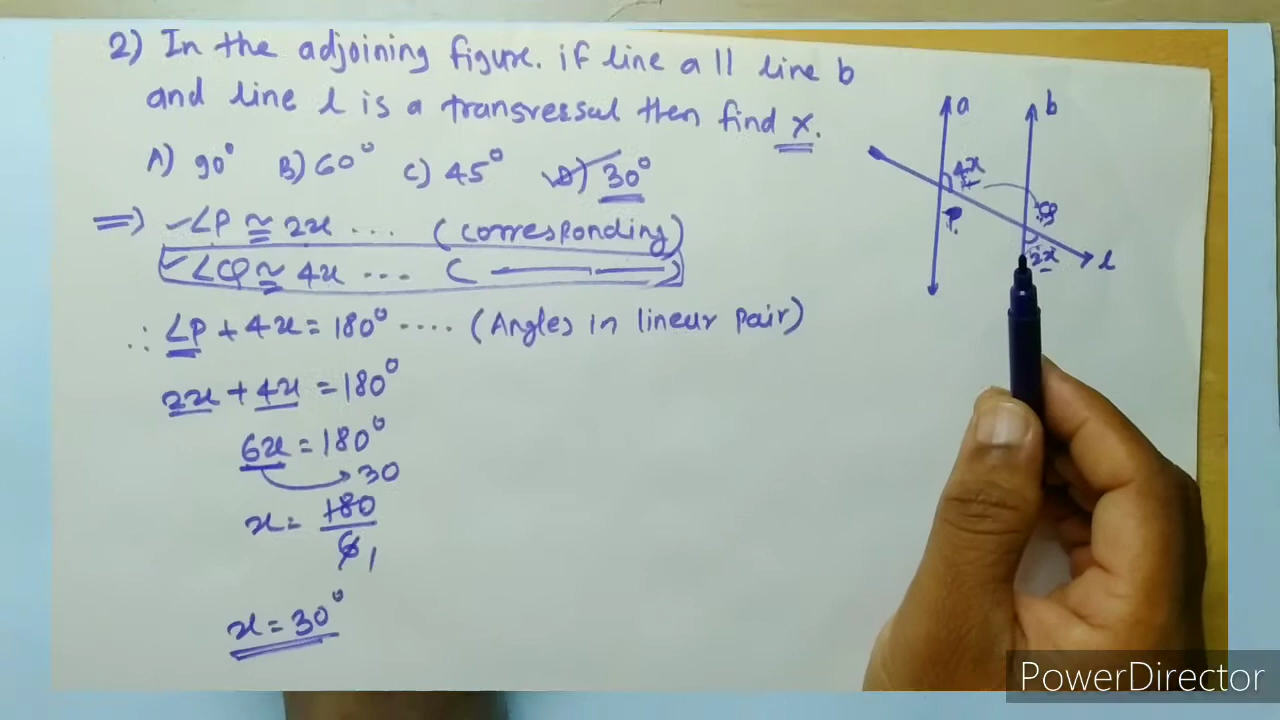 2) In the adjoining figure. if line a || line b
and line l is a transressal then find x.
A) 90° B) 60° C) 45° D) 30°
=> ∠P ≅ 2x .... (corresponding)
∠Q ≅ 4x ... ( ——— )
∴ ∠P + 4x = 180° .... (Angles in linear pair)
2x + 4x = 180°
6x = 180°
30
x = 180
6 1
x = 30°
a
b
4x
P
Q
2x
l
PowerDirector